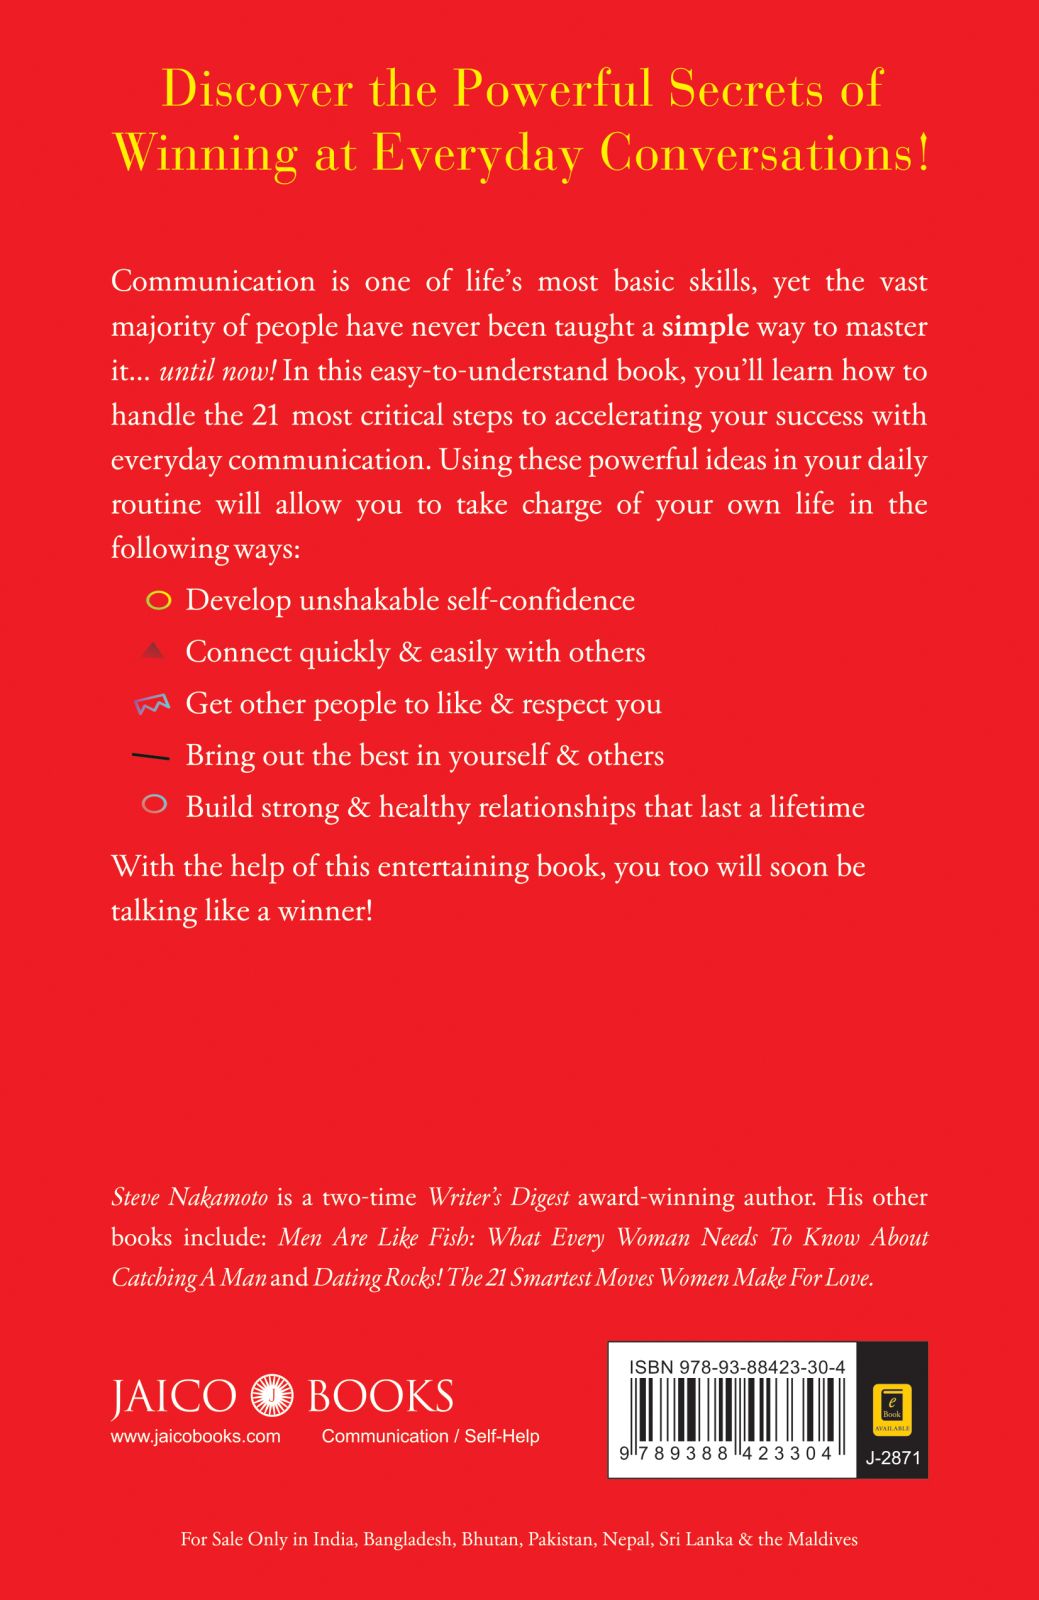 Discover the Powerful Secrets of
Winning at Everyday Conversations!
Communication is one of life's most basic skills, yet the vast
majority of people have never been taught a simple way to master
it... until now! In this easy-to-understand book, you'll learn how to
handle the 21 most critical steps to accelerating your success with
everyday communication. Using these powerful ideas in your daily
routine will allow you to take charge of your own life in the
following ways:
Develop unshakable self-confidence
Connect quickly & easily with others
Get other people to like & respect you
Bring out the best in yourself & others
Build strong & healthy relationships that last a lifetime
With the help of this entertaining book, you too will soon be
talking like a winner!
Steve Nakamoto is a two-time Writer's Digest award-winning author. His other
books include: Men Are Like Fish: What Every Woman Needs To Know About
Catching A Man and Dating Rocks! The 21 Smartest Moves Women Make For Love.
JAICO J BOOKS
www.jaicobooks.com Communication / Self-Help
ISBN 978-93-88423-30-4
9 789388 423304
e
Book
AVAILABLE
J-2871
For Sale Only in India, Bangladesh, Bhutan, Pakistan, Nepal, Sri Lanka & the Maldives